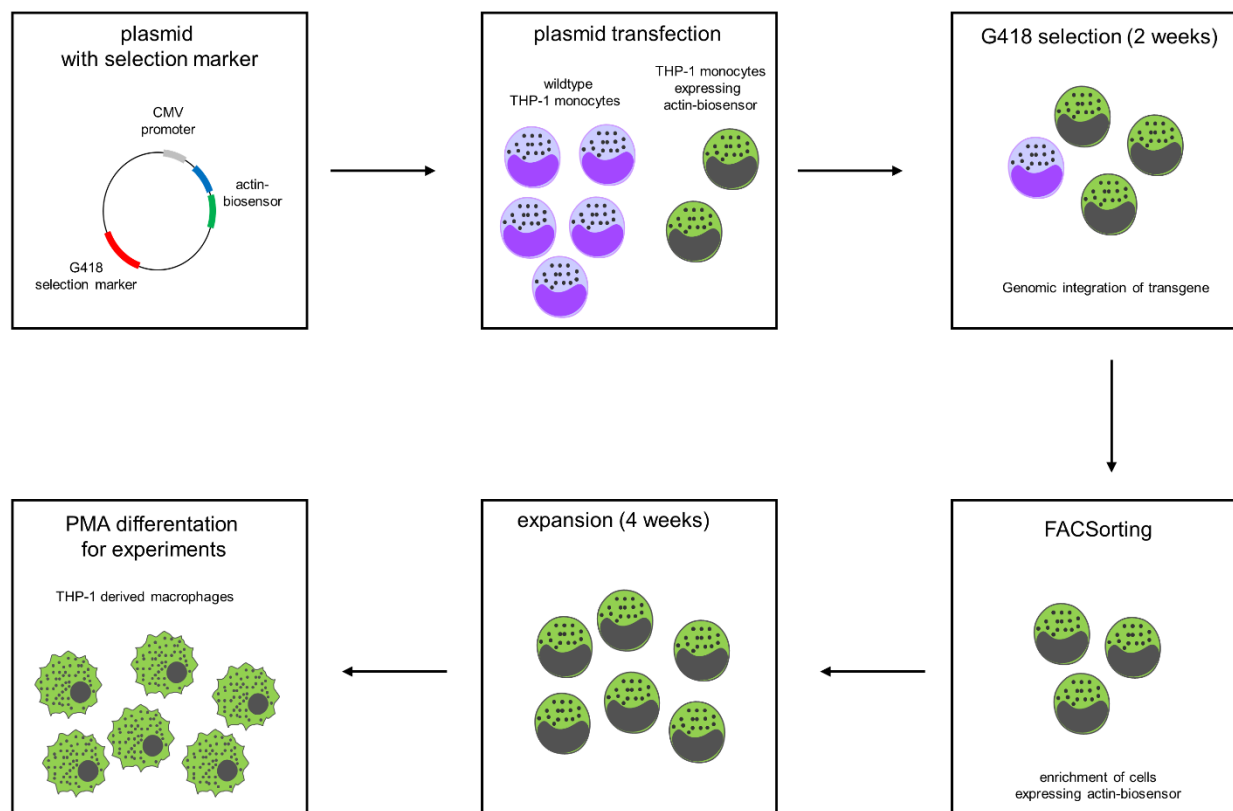 plasmid
with selection marker
CMV
promoter
actin-
biosensor
G418
selection marker
plasmid transfection
wildtype
THP-1 monocytes
THP-1 monocytes
expressing
actin-biosensor
G418 selection (2 weeks)
Genomic integration of transgene
FACSorting
enrichment of cells
expressing actin-biosensor
expansion (4 weeks)
PMA differentation
for experiments
THP-1 derived macrophages